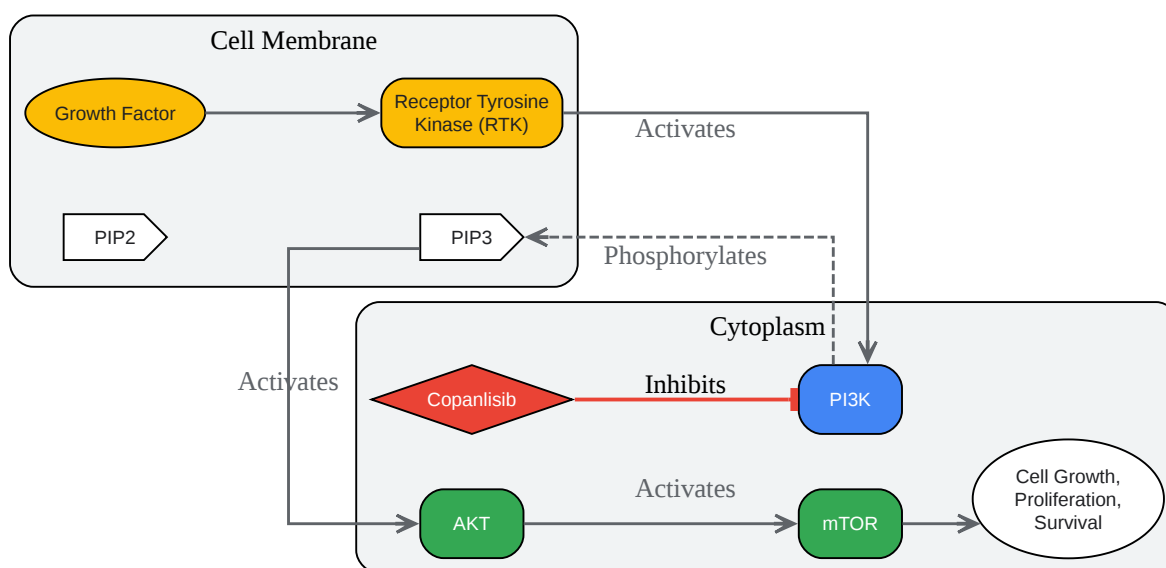 Cell Membrane
Growth Factor
Receptor Tyrosine
Kinase (RTK)
Activates
PIP2
PIP3
Phosphorylates
Cytoplasm
Activates
Copanlisib
Inhibits
PI3K
AKT
Activates
mTOR
Cell Growth,
Proliferation,
Survival